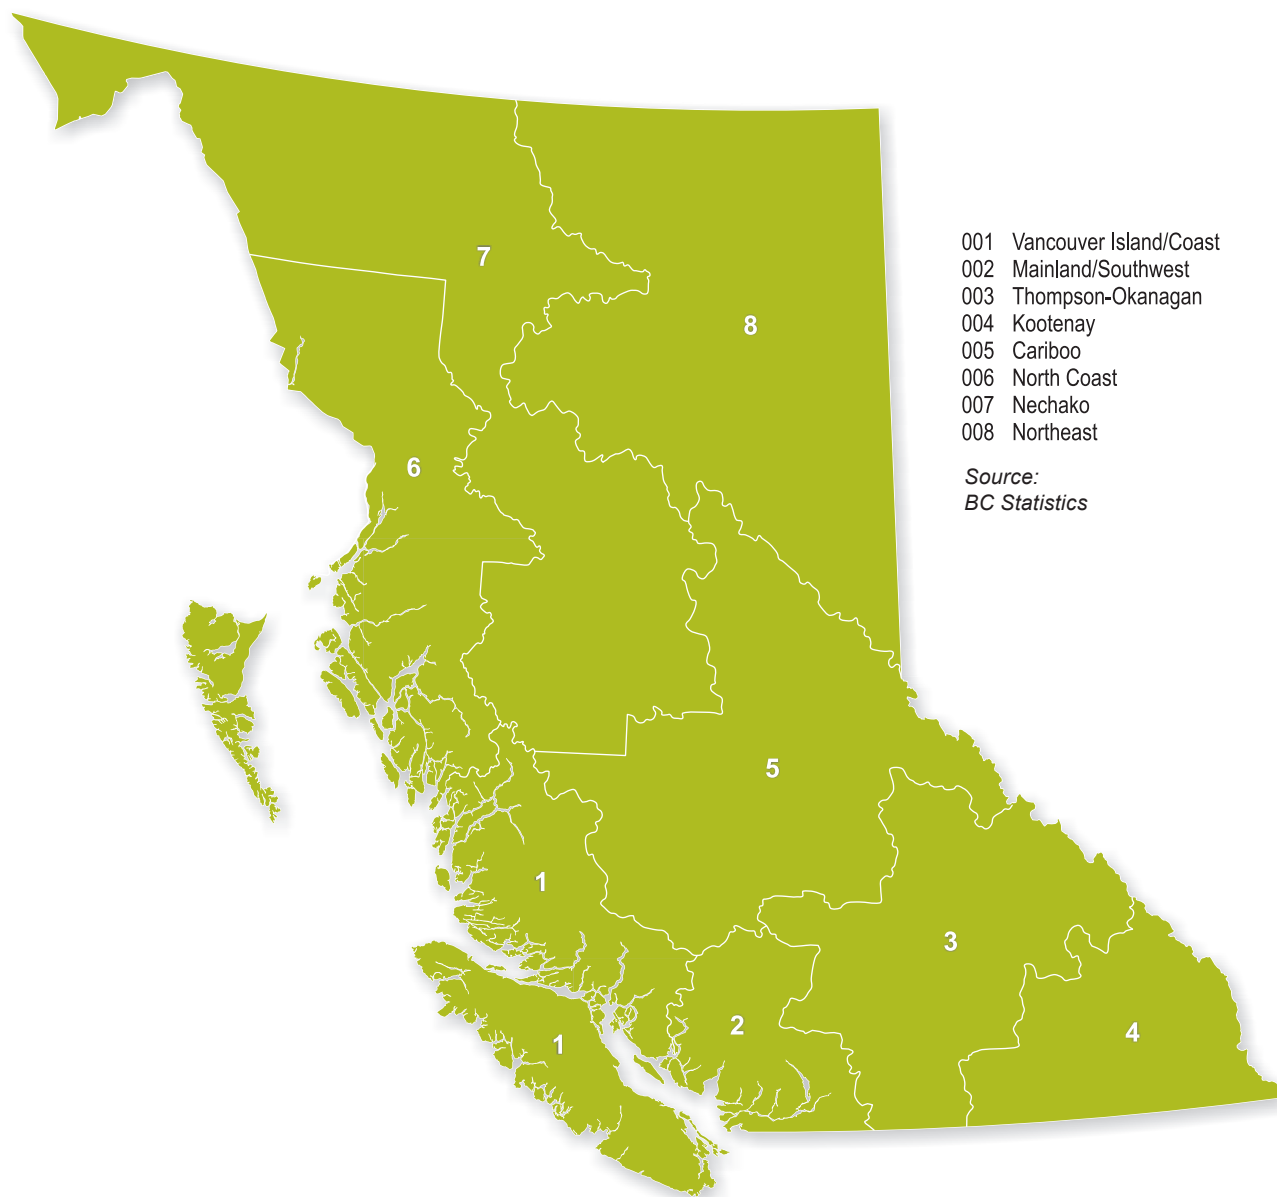 7
001 Vancouver Island/Coast
002 Mainland/Southwest
003 Thompson-Okanagan
004 Kootenay
005 Cariboo
006 North Coast
007 Nechako
008 Northeast
Source:
BC Statistics
8
6
5
1
3
2
4
1